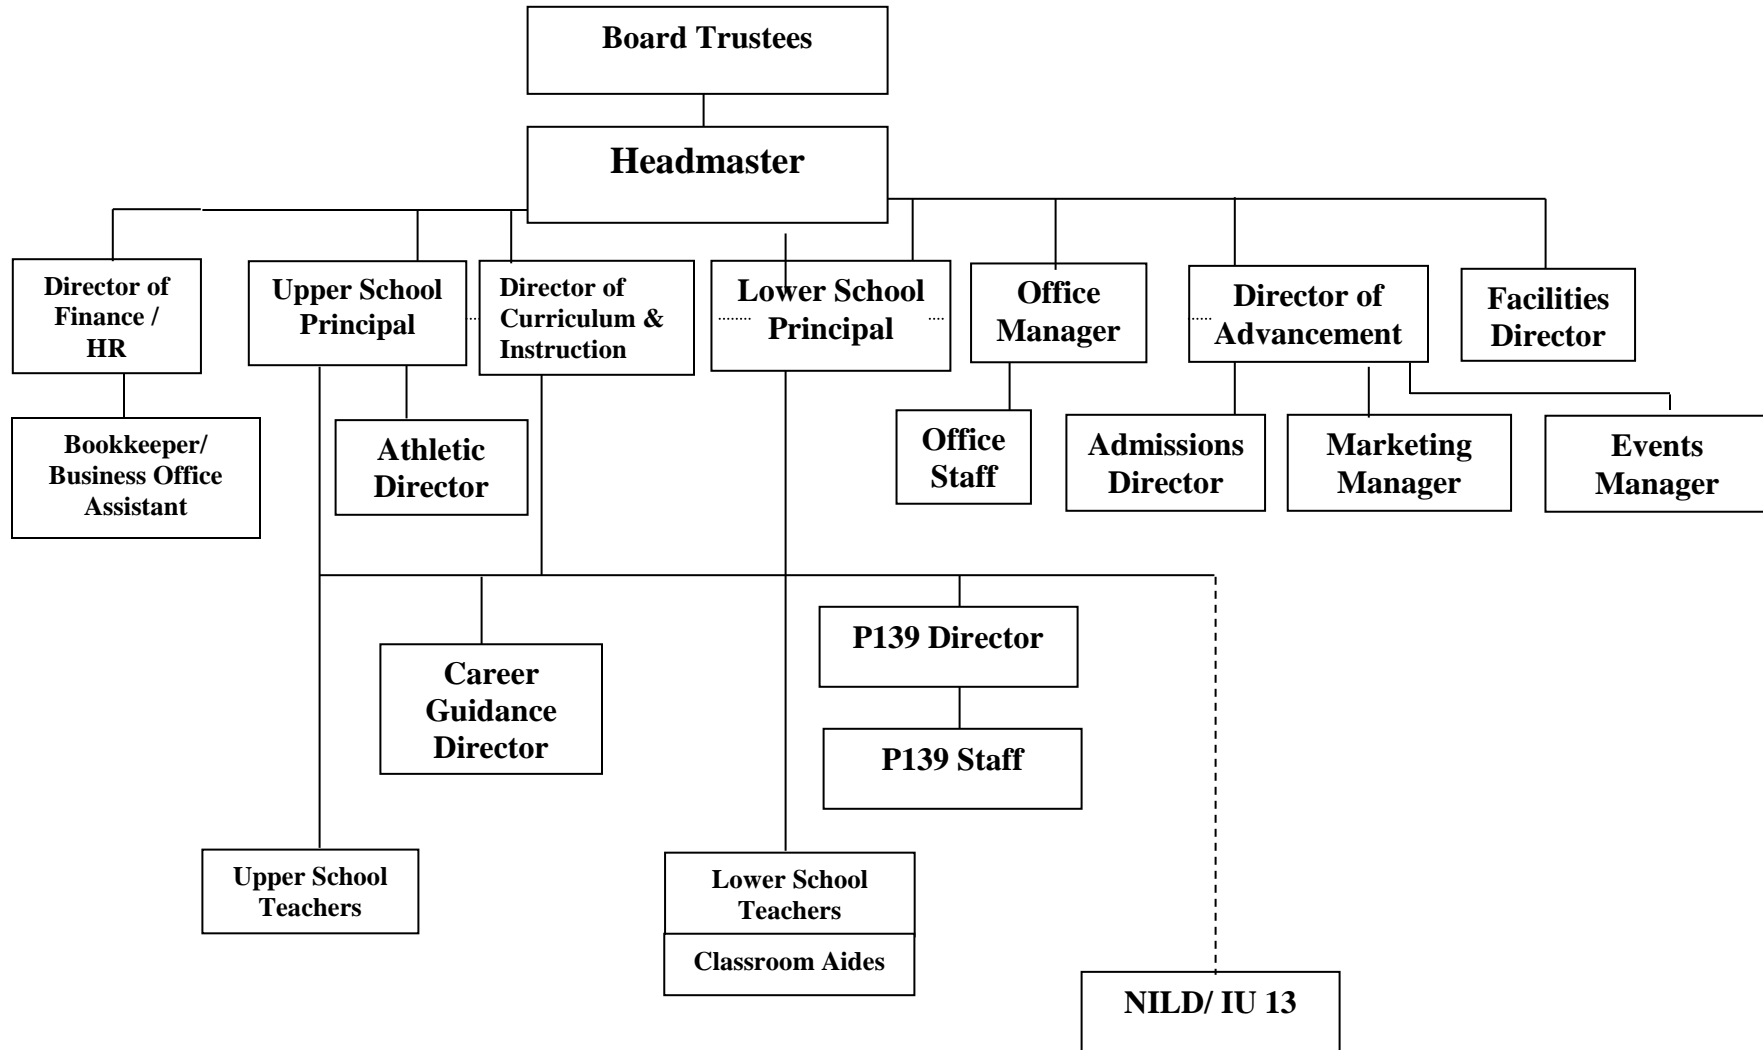 Board Trustees
Headmaster
Director of
Finance /
HR
Upper School
Principal
Director of
Curriculum &
Instruction
Lower School
Principal
Office
Manager
Director of
Advancement
Facilities
Director
Bookkeeper/
Business Office
Assistant
Athletic
Director
Office
Staff
Admissions
Director
Marketing
Manager
Events
Manager
P139 Director
Career
Guidance
Director
P139 Staff
Upper School
Teachers
Lower School
Teachers
Classroom Aides
NILD/ IU 13